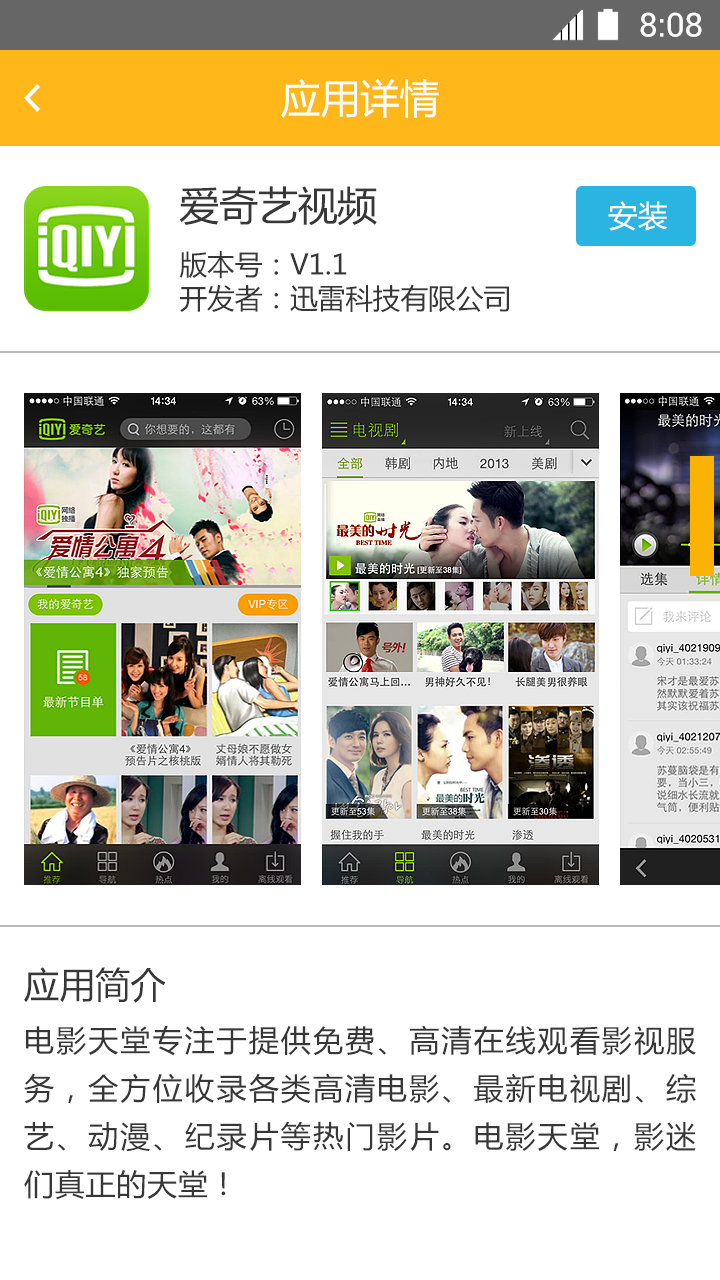 8:08
应用详情
iQIYI
爱奇艺视频
安装
版本号：V1.1
开发者：迅雷科技有限公司
中国联通 14:34 63%
iQIYI 爱奇艺 你想要的，这都有
iQIYI 网络独播
爱情公寓4
《爱情公寓4》独家预告
我的爱奇艺 VIP专区
58
最新节目单
《爱情公寓4》 丈母娘不愿做女
预告片之核桃版 婿情人将其勒死
推荐 导航 热点 我的 离线观看
中国联通 14:34 63%
电视剧 新上线
全部 韩剧 内地 2013 美剧
iQIYI
最美的时光
BEST TIME
最美的时光[更新至38集]
号外!
爱情公寓马上回... 男神好久不见! 长腿美男很养眼
BEST TIME
最美的时光
渗透
更新至53集 更新至38集 更新至30集
握住我的手 最美的时光 渗透
推荐 导航 热点 我的 离线观看
中国联通
最美的时光
选集 详情
我来评论
qiyi_4021909
今天 01:33:24
宋才是最爱苏
然默默爱着苏
其实该祝福苏
qiyi_4021207
今天 02:55:49
苏蔓脑袋是有
要，当小三，
说细水长流就
气筒，便利贴
qiyi_4020531
应用简介
电影天堂专注于提供免费、高清在线观看影视服
务，全方位收录各类高清电影、最新电视剧、综
艺、动漫、纪录片等热门影片。电影天堂，影迷
们真正的天堂！